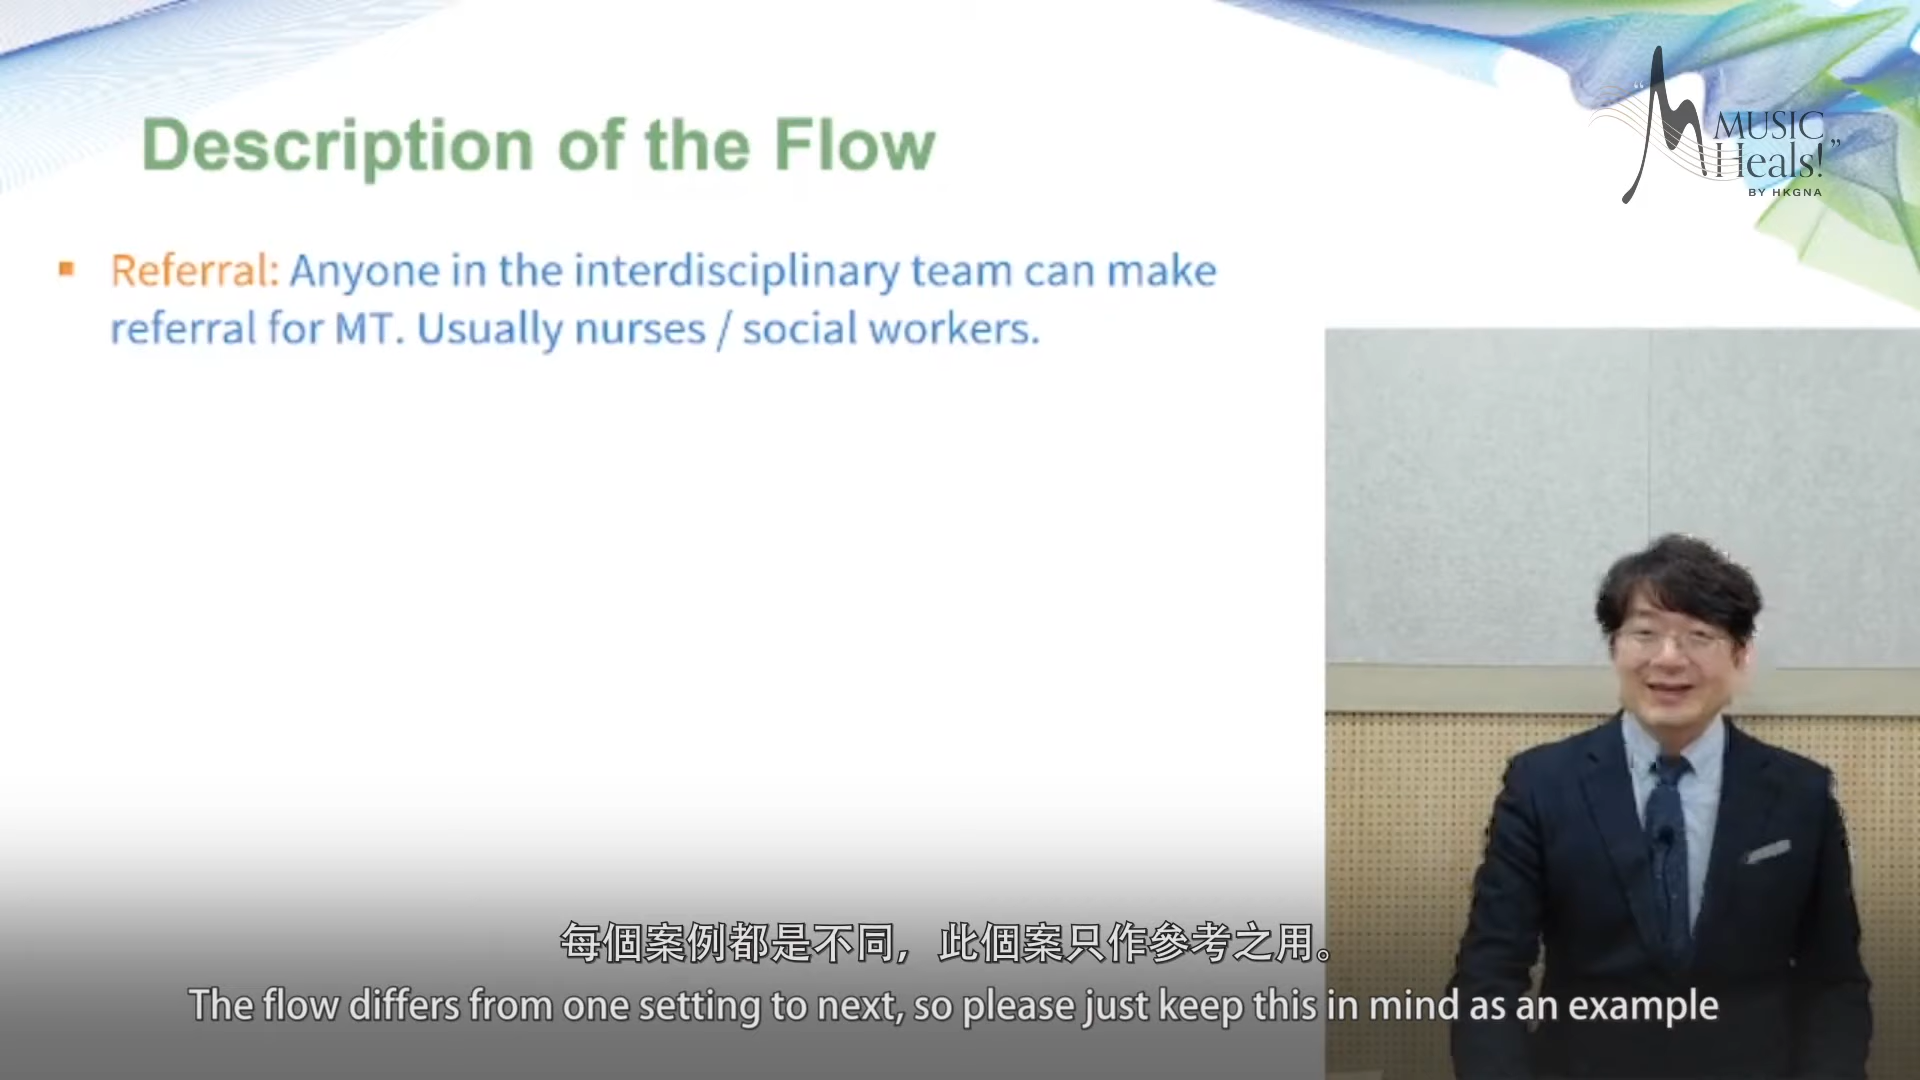 Description of the Flow
“MUSIC
Heals!”
BY HKGNA
▪ Referral: Anyone in the interdisciplinary team can make
referral for MT. Usually nurses / social workers.
每個案例都是不同，此個案只作參考之用。
The flow differs from one setting to next, so please just keep this in mind as an example